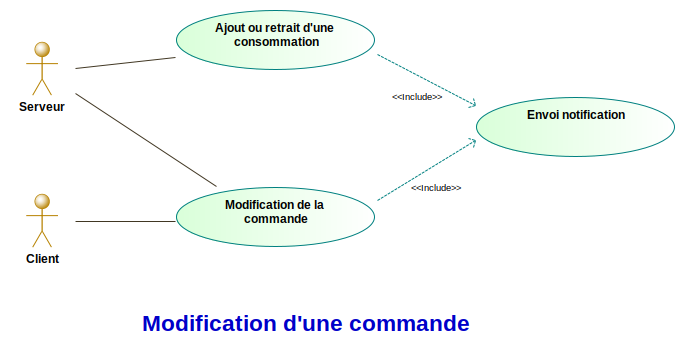 Ajout ou retrait d'une
consommation
Serveur
<<Include>>
Envoi notification
<<Include>>
Modification de la
commande
Client
Modification d'une commande